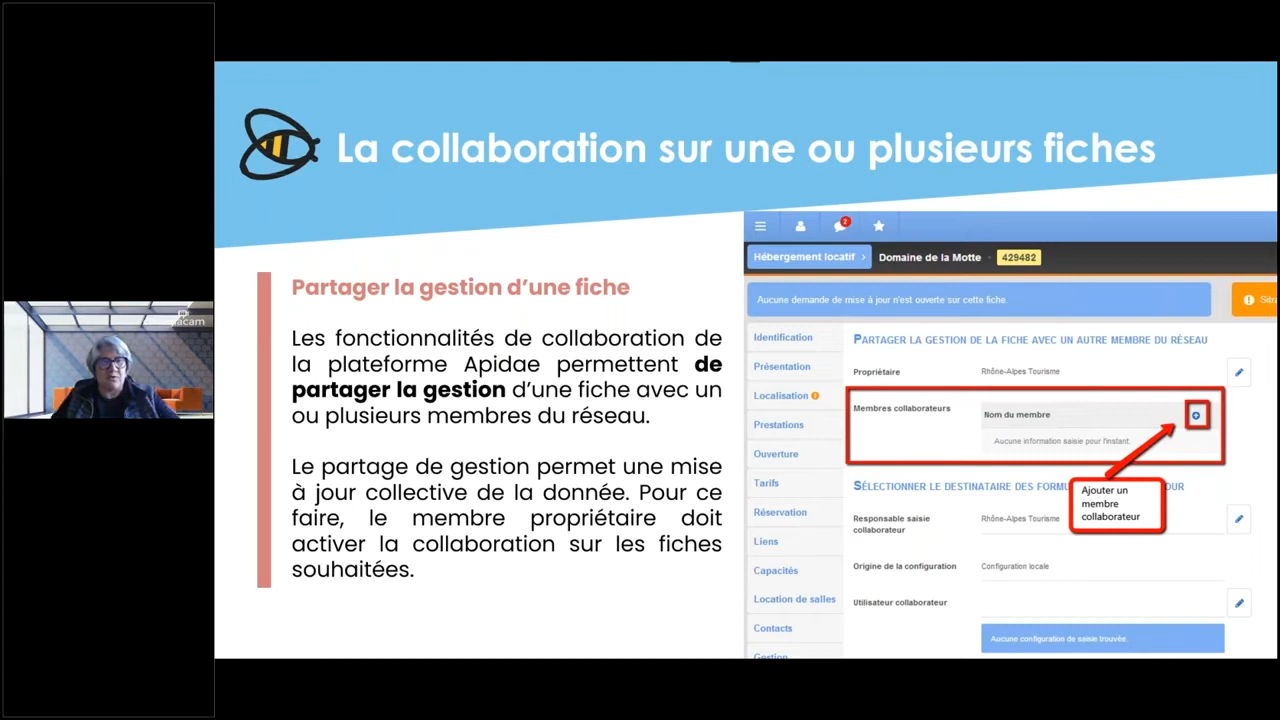 La collaboration sur une ou plusieurs fiches
Partager la gestion d'une fiche
Les fonctionnalités de collaboration de
la plateforme Apidae permettent de
partager la gestion d'une fiche avec un
ou plusieurs membres du réseau.
Le partage de gestion permet une mise
à jour collective de la donnée. Pour ce
faire, le membre propriétaire doit
activer la collaboration sur les fiches
souhaitées.
2
Hébergement locatif > Domaine de la Motte - 429482
Aucune demande de mise à jour n'est ouverte sur cette fiche.
Identification
Présentation
Localisation
Prestations
Ouverture
Tarifs
Réservation
Liens
Capacités
Location de salles
Contacts
Gestion
PARTAGER LA GESTION DE LA FICHE AVEC UN AUTRE MEMBRE DU RÉSEAU
Propriétaire Rhône-Alpes Tourisme
Membres collaborateurs
Nom du membre
Aucune information saisie pour l'instant.
Ajouter un
membre
collaborateur
SÉLECTIONNER LE DESTINATAIRE DES
Responsable saisie
collaborateur
Rhône-Alpes Tourisme
Origine de la configuration Configuration locale
Utilisateur collaborateur
Aucune configuration de saisie trouvée.